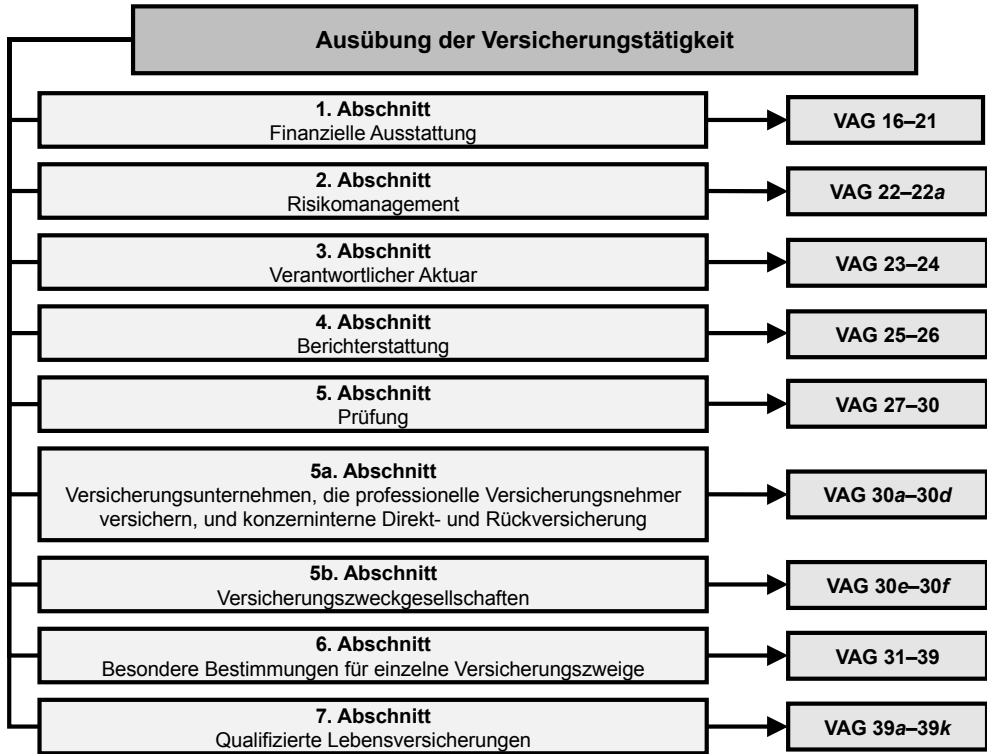 Ausübung der Versicherungstätigkeit
1. Abschnitt
Finanzielle Ausstattung
VAG 16–21
2. Abschnitt
Risikomanagement
VAG 22–22a
3. Abschnitt
Verantwortlicher Aktuar
VAG 23–24
4. Abschnitt
Berichterstattung
VAG 25–26
5. Abschnitt
Prüfung
VAG 27–30
5a. Abschnitt
Versicherungsunternehmen, die professionelle Versicherungsnehmer
versichern, und konzerninterne Direkt- und Rückversicherung
VAG 30a–30d
5b. Abschnitt
Versicherungszweckgesellschaften
VAG 30e–30f
6. Abschnitt
Besondere Bestimmungen für einzelne Versicherungszweige
VAG 31–39
7. Abschnitt
Qualifizierte Lebensversicherungen
VAG 39a–39k